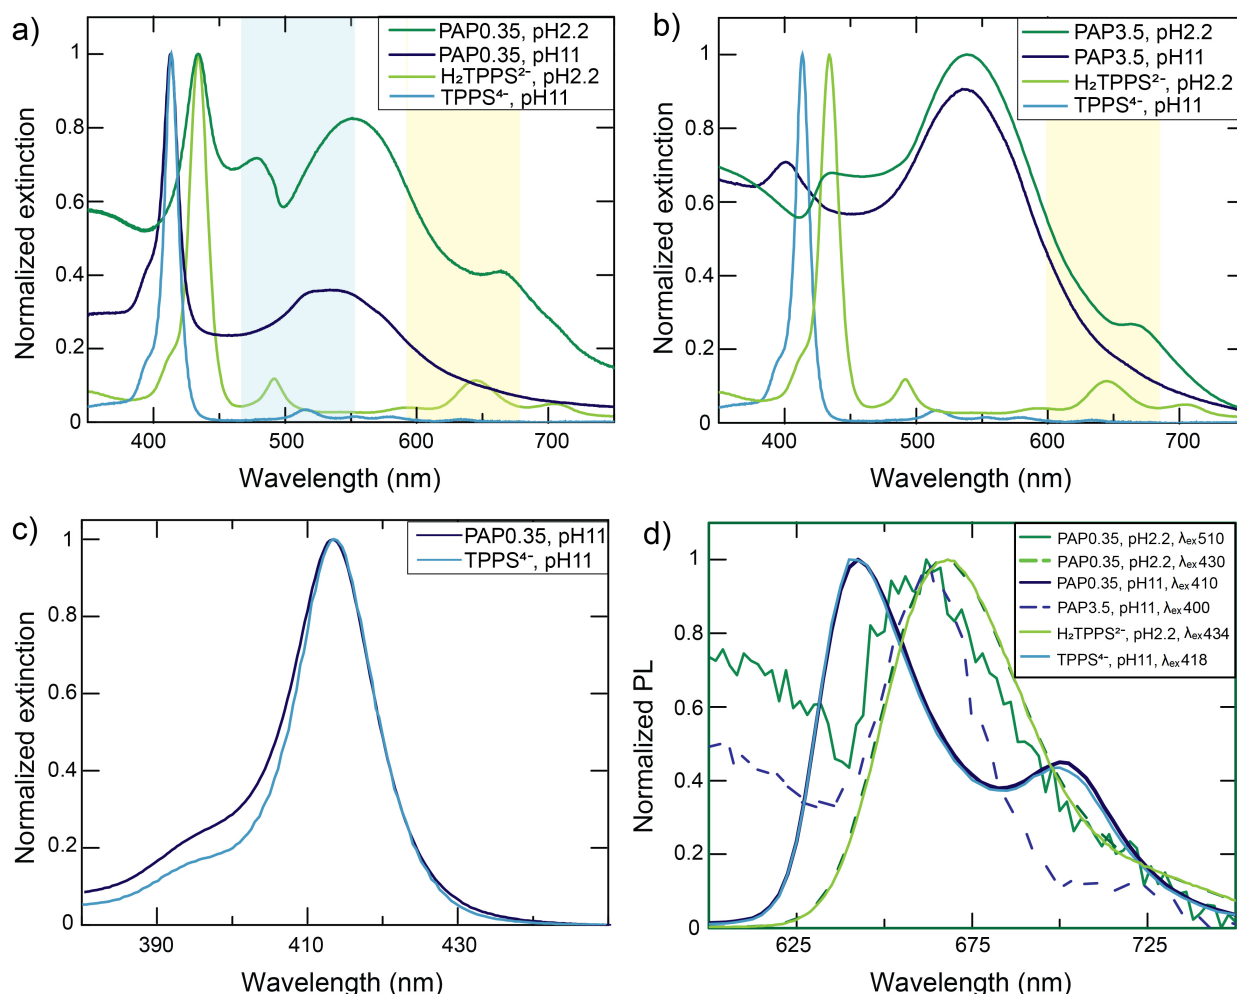 a)
PAP0.35, pH2.2
PAP0.35, pH11
H₂TPPS²⁻, pH2.2
TPPS⁴⁻, pH11
1
0.8
0.6
0.4
0.2
0
Normalized extinction
400 500 600 700
Wavelength (nm)
b)
PAP3.5, pH2.2
PAP3.5, pH11
H₂TPPS²⁻, pH2.2
TPPS⁴⁻, pH11
1
0.8
0.6
0.4
0.2
0
Normalized extinction
400 500 600 700
Wavelength (nm)
c)
PAP0.35, pH11
TPPS⁴⁻, pH11
1
0.8
0.6
0.4
0.2
0
Normalized extinction
390 410 430
Wavelength (nm)
d)
PAP0.35, pH2.2, λₑₓ510
PAP0.35, pH2.2, λₑₓ430
PAP0.35, pH11, λₑₓ410
PAP3.5, pH11, λₑₓ400
H₂TPPS²⁻, pH2.2, λₑₓ434
TPPS⁴⁻, pH11, λₑₓ418
1
0.8
0.6
0.4
0.2
0
Normalized PL
625 675 725
Wavelength (nm)